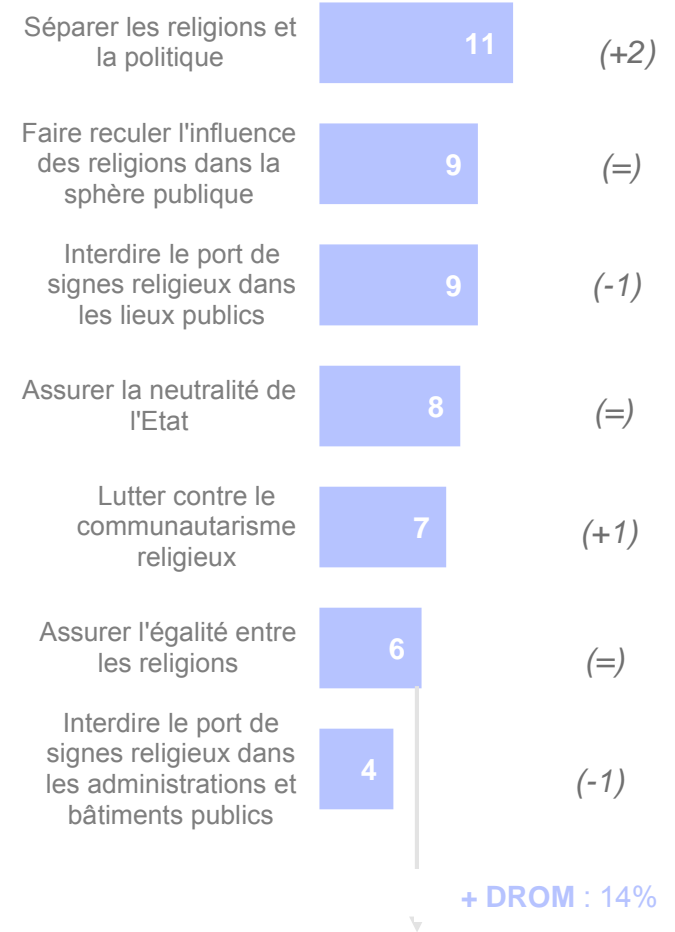 Séparer les religions et
la politique
11
(+2)
Faire reculer l'influence
des religions dans la
sphère publique
9
(=)
Interdire le port de
signes religieux dans
les lieux publics
9
(-1)
Assurer la neutralité de
l'Etat
8
(=)
Lutter contre le
communautarisme
religieux
7
(+1)
Assurer l'égalité entre
les religions
6
(=)
Interdire le port de
signes religieux dans
les administrations et
bâtiments publics
4
(-1)
+ DROM : 14%